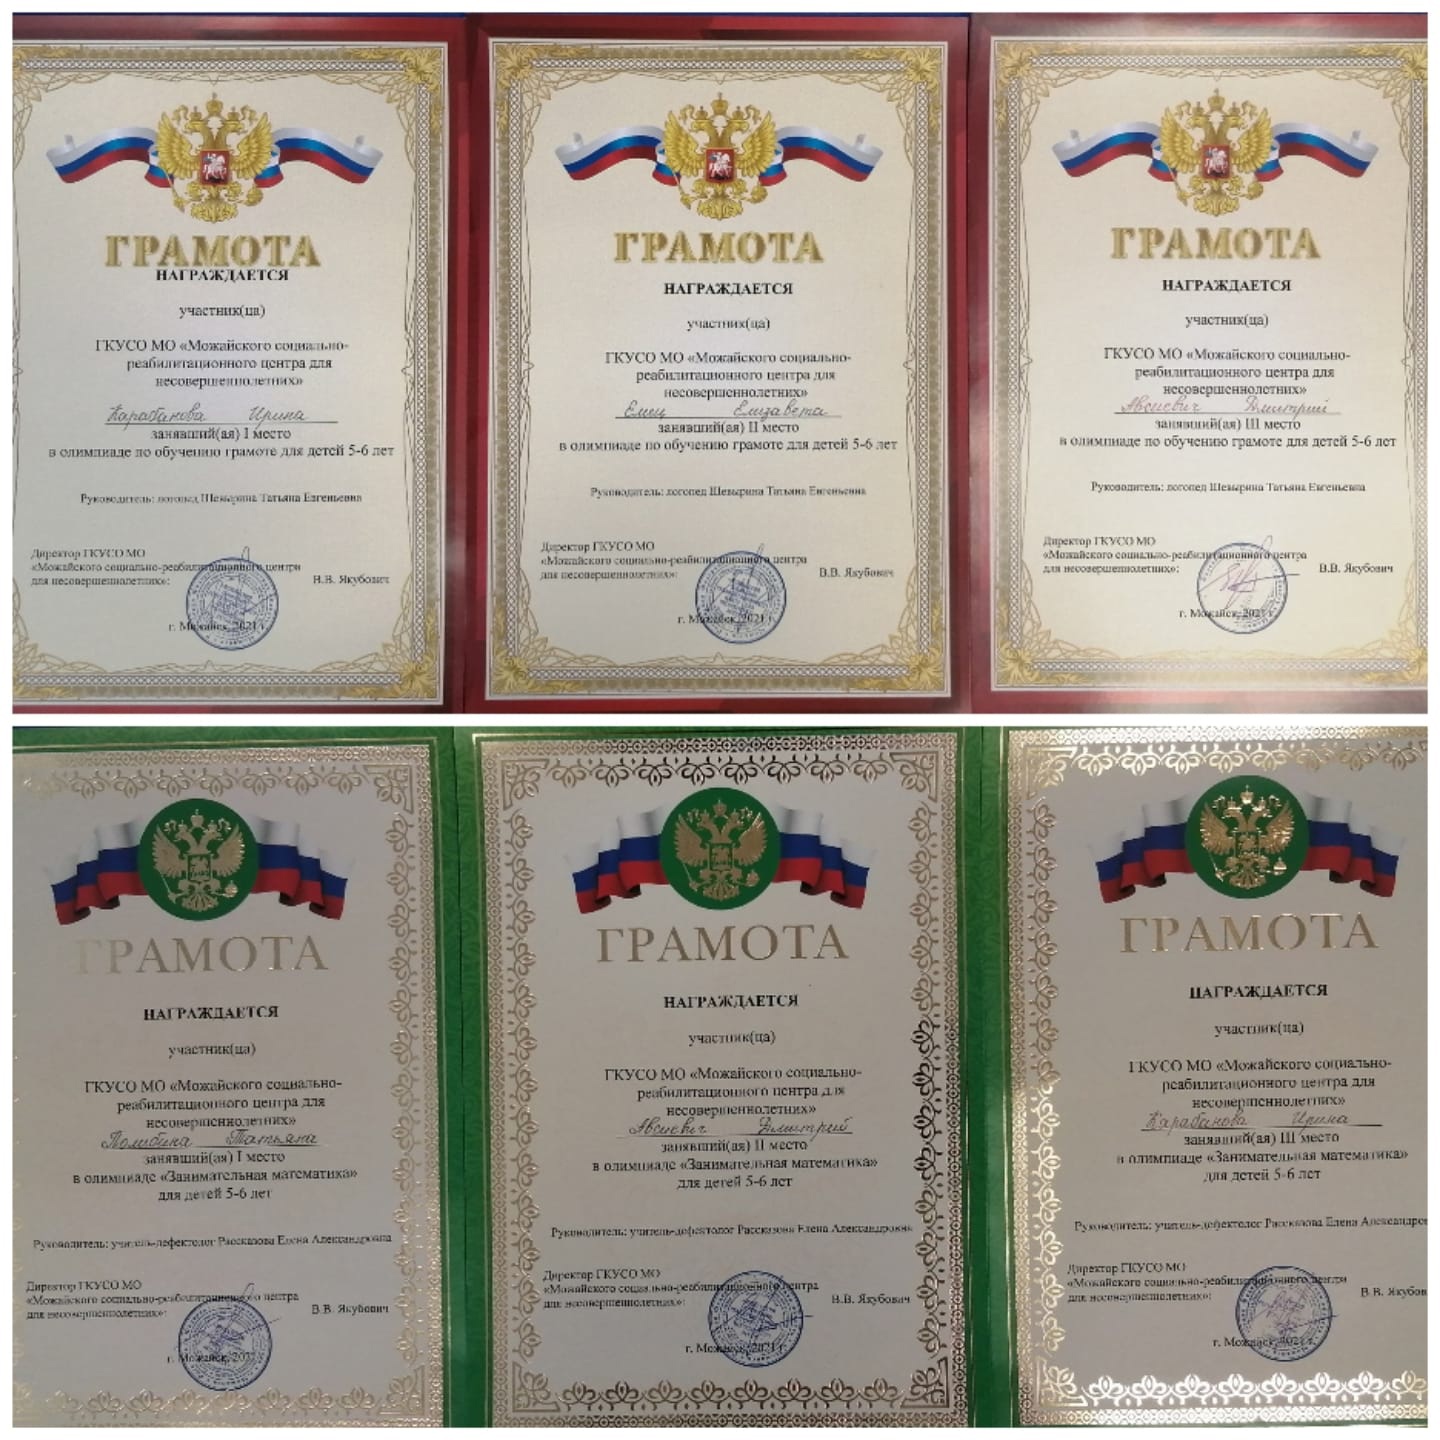 ГРАМОТА
НАГРАЖДАЕТСЯ
участник(ца)
ГКУСО МО «Можайского социально-
реабилитационного центра для
несовершеннолетних»
Карабанова Ирина
занявший(ая) I место
в олимпиаде по обучению грамоте для детей 5-6 лет
Руководитель: логопед Шевырина Татьяна Евгеньевна
Директор ГКУСО МО
«Можайского социально-реабилитационного центра
для несовершеннолетних»:
В.В. Якубович
г. Можайск, 2021 г.
ГРАМОТА
НАГРАЖДАЕТСЯ
участник(ца)
ГКУСО МО «Можайского социально-
реабилитационного центра для
несовершеннолетних»
Елец Елизавета
занявший(ая) II место
в олимпиаде по обучению грамоте для детей 5-6 лет
Руководитель: логопед Шевырина Татьяна Евгеньевна
Директор ГКУСО МО
«Можайского социально-реабилитационного центра
для несовершеннолетних»:
В.В. Якубович
г. Можайск, 2021 г.
ГРАМОТА
НАГРАЖДАЕТСЯ
участник(ца)
ГКУСО МО «Можайского социально-
реабилитационного центра для
несовершеннолетних»
Авсиевич Дмитрий
занявший(ая) III место
в олимпиаде по обучению грамоте для детей 5-6 лет
Руководитель: логопед Шевырина Татьяна Евгеньевна
Директор ГКУСО МО
«Можайского социально-реабилитационного центра
для несовершеннолетних»:
В.В. Якубович
г. Можайск, 2021 г.
ГРАМОТА
НАГРАЖДАЕТСЯ
участник(ца)
ГКУСО МО «Можайского социально-
реабилитационного центра для
несовершеннолетних»
Полибина Татьяна
занявший(ая) I место
в олимпиаде «Занимательная математика»
для детей 5-6 лет
Руководитель: учитель-дефектолог Рассказова Елена Александровна
Директор ГКУСО МО
«Можайского социально-реабилитационного центра
для несовершеннолетних»:
В.В. Якубович
г. Можайск, 2021
ГРАМОТА
НАГРАЖДАЕТСЯ
участник(ца)
ГКУСО МО «Можайского социально-
реабилитационного центра для
несовершеннолетних»
Авсиевич Дмитрий
занявший(ая) II место
в олимпиаде «Занимательная математика»
для детей 5-6 лет
Руководитель: учитель-дефектолог Рассказова Елена Александровна
Директор ГКУСО МО
«Можайского социально-реабилитационного центра
для несовершеннолетних»:
В.В. Якубович
г. Можайск, 2021 г.
ГРАМОТА
НАГРАЖДАЕТСЯ
участник(ца)
ГКУСО МО «Можайского социально-
реабилитационного центра для
несовершеннолетних»
Карабанова Ирина
занявший(ая) III место
в олимпиаде «Занимательная математика»
для детей 5-6 лет
Руководитель: учитель-дефектолог Рассказова Елена Александров
Директор ГКУСО МО
«Можайского социально-реабилитационного центра
для несовершеннолетних»:
В.В. Якубов
г. Можайск, 2021 г.